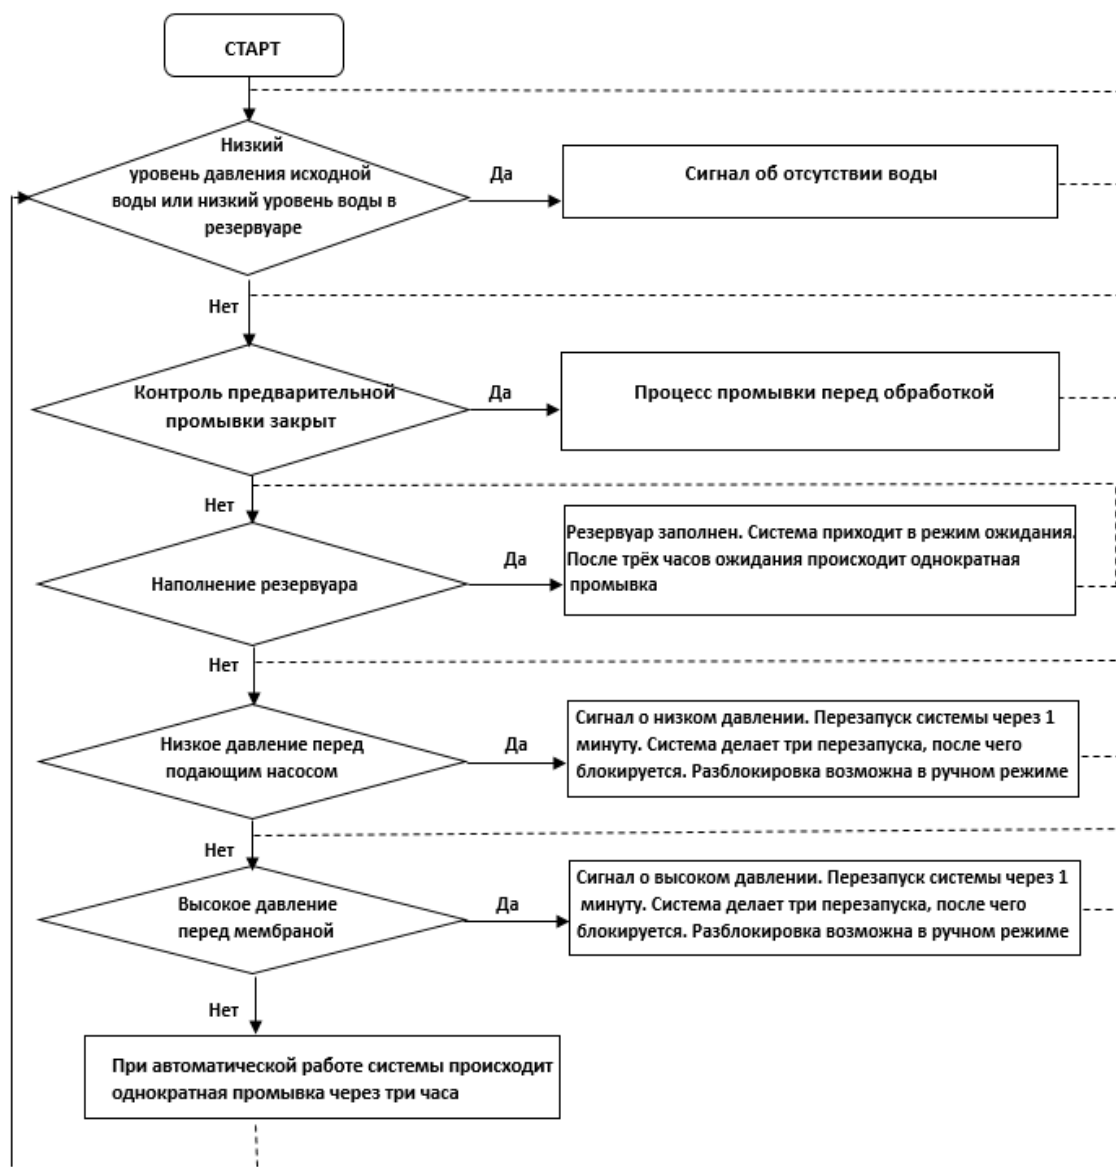 СТАРТ
Низкий
уровень давления исходной
воды или низкий уровень воды в
резервуаре
Да
Сигнал об отсутствии воды
Нет
Контроль предварительной
промывки закрыт
Да
Процесс промывки перед обработкой
Нет
Наполнение резервуара
Да
Резервуар заполнен. Система приходит в режим ожидания.
После трёх часов ожидания происходит однократная
промывка
Нет
Низкое давление перед
подающим насосом
Да
Сигнал о низком давлении. Перезапуск системы через 1
минуту. Система делает три перезапуска, после чего
блокируется. Разблокировка возможна в ручном режиме
Нет
Высокое давление
перед мембраной
Да
Сигнал о высоком давлении. Перезапуск системы через 1
минуту. Система делает три перезапуска, после чего
блокируется. Разблокировка возможна в ручном режиме
Нет
При автоматической работе системы происходит
однократная промывка через три часа